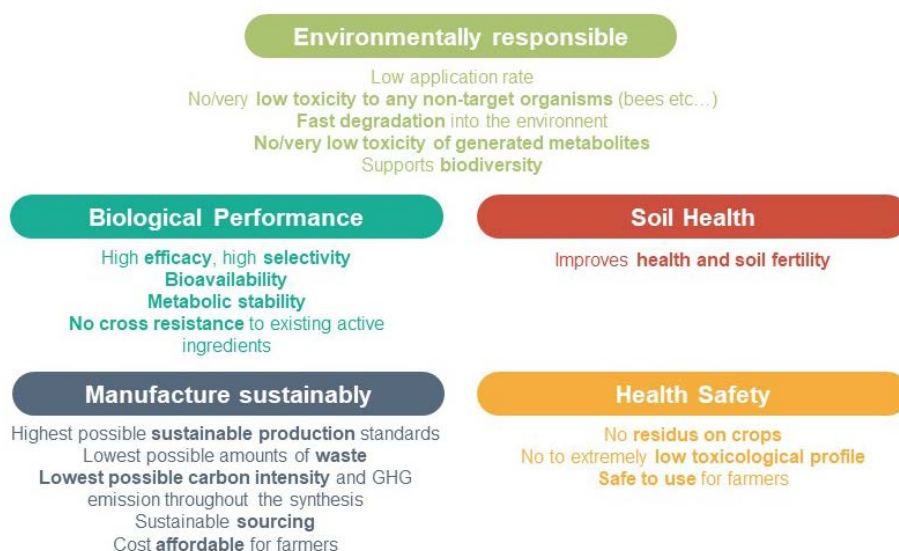 Environmentally responsible
Low application rate
No/very low toxicity to any non-target organisms (bees etc...)
Fast degradation into the environnent
No/very low toxicity of generated metabolites
Supports biodiversity
Biological Performance
High efficacy, high selectivity
Bioavailability
Metabolic stability
No cross resistance to existing active
ingredients
Soil Health
Improves health and soil fertility
Manufacture sustainably
Highest possible sustainable production standards
Lowest possible amounts of waste
Lowest possible carbon intensity and GHG
emission throughout the synthesis
Sustainable sourcing
Cost affordable for farmers
Health Safety
No residus on crops
No to extremely low toxicological profile
Safe to use for farmers